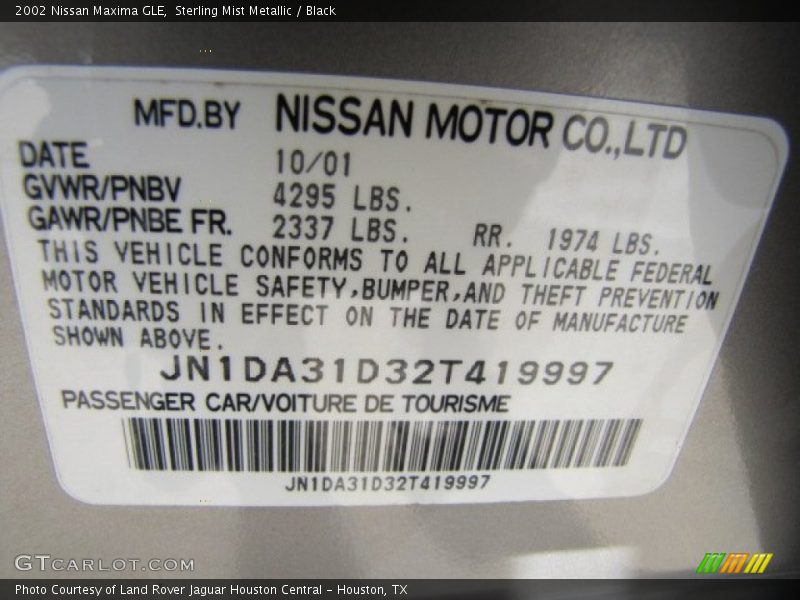 2002 Nissan Maxima GLE, Sterling Mist Metallic / Black
MFD.BY NISSAN MOTOR CO.,LTD
DATE 10/01
GVWR/PNBV 4295 LBS.
GAWR/PNBE FR. 2337 LBS. RR. 1974 LBS.
THIS VEHICLE CONFORMS TO ALL APPLICABLE FEDERAL
MOTOR VEHICLE SAFETY,BUMPER,AND THEFT PREVENTION
STANDARDS IN EFFECT ON THE DATE OF MANUFACTURE
SHOWN ABOVE.
JN1DA31D32T419997
PASSENGER CAR/VOITURE DE TOURISME
JN1DA31D32T419997
GTCARLOT.COM
Photo Courtesy of Land Rover Jaguar Houston Central - Houston, TX